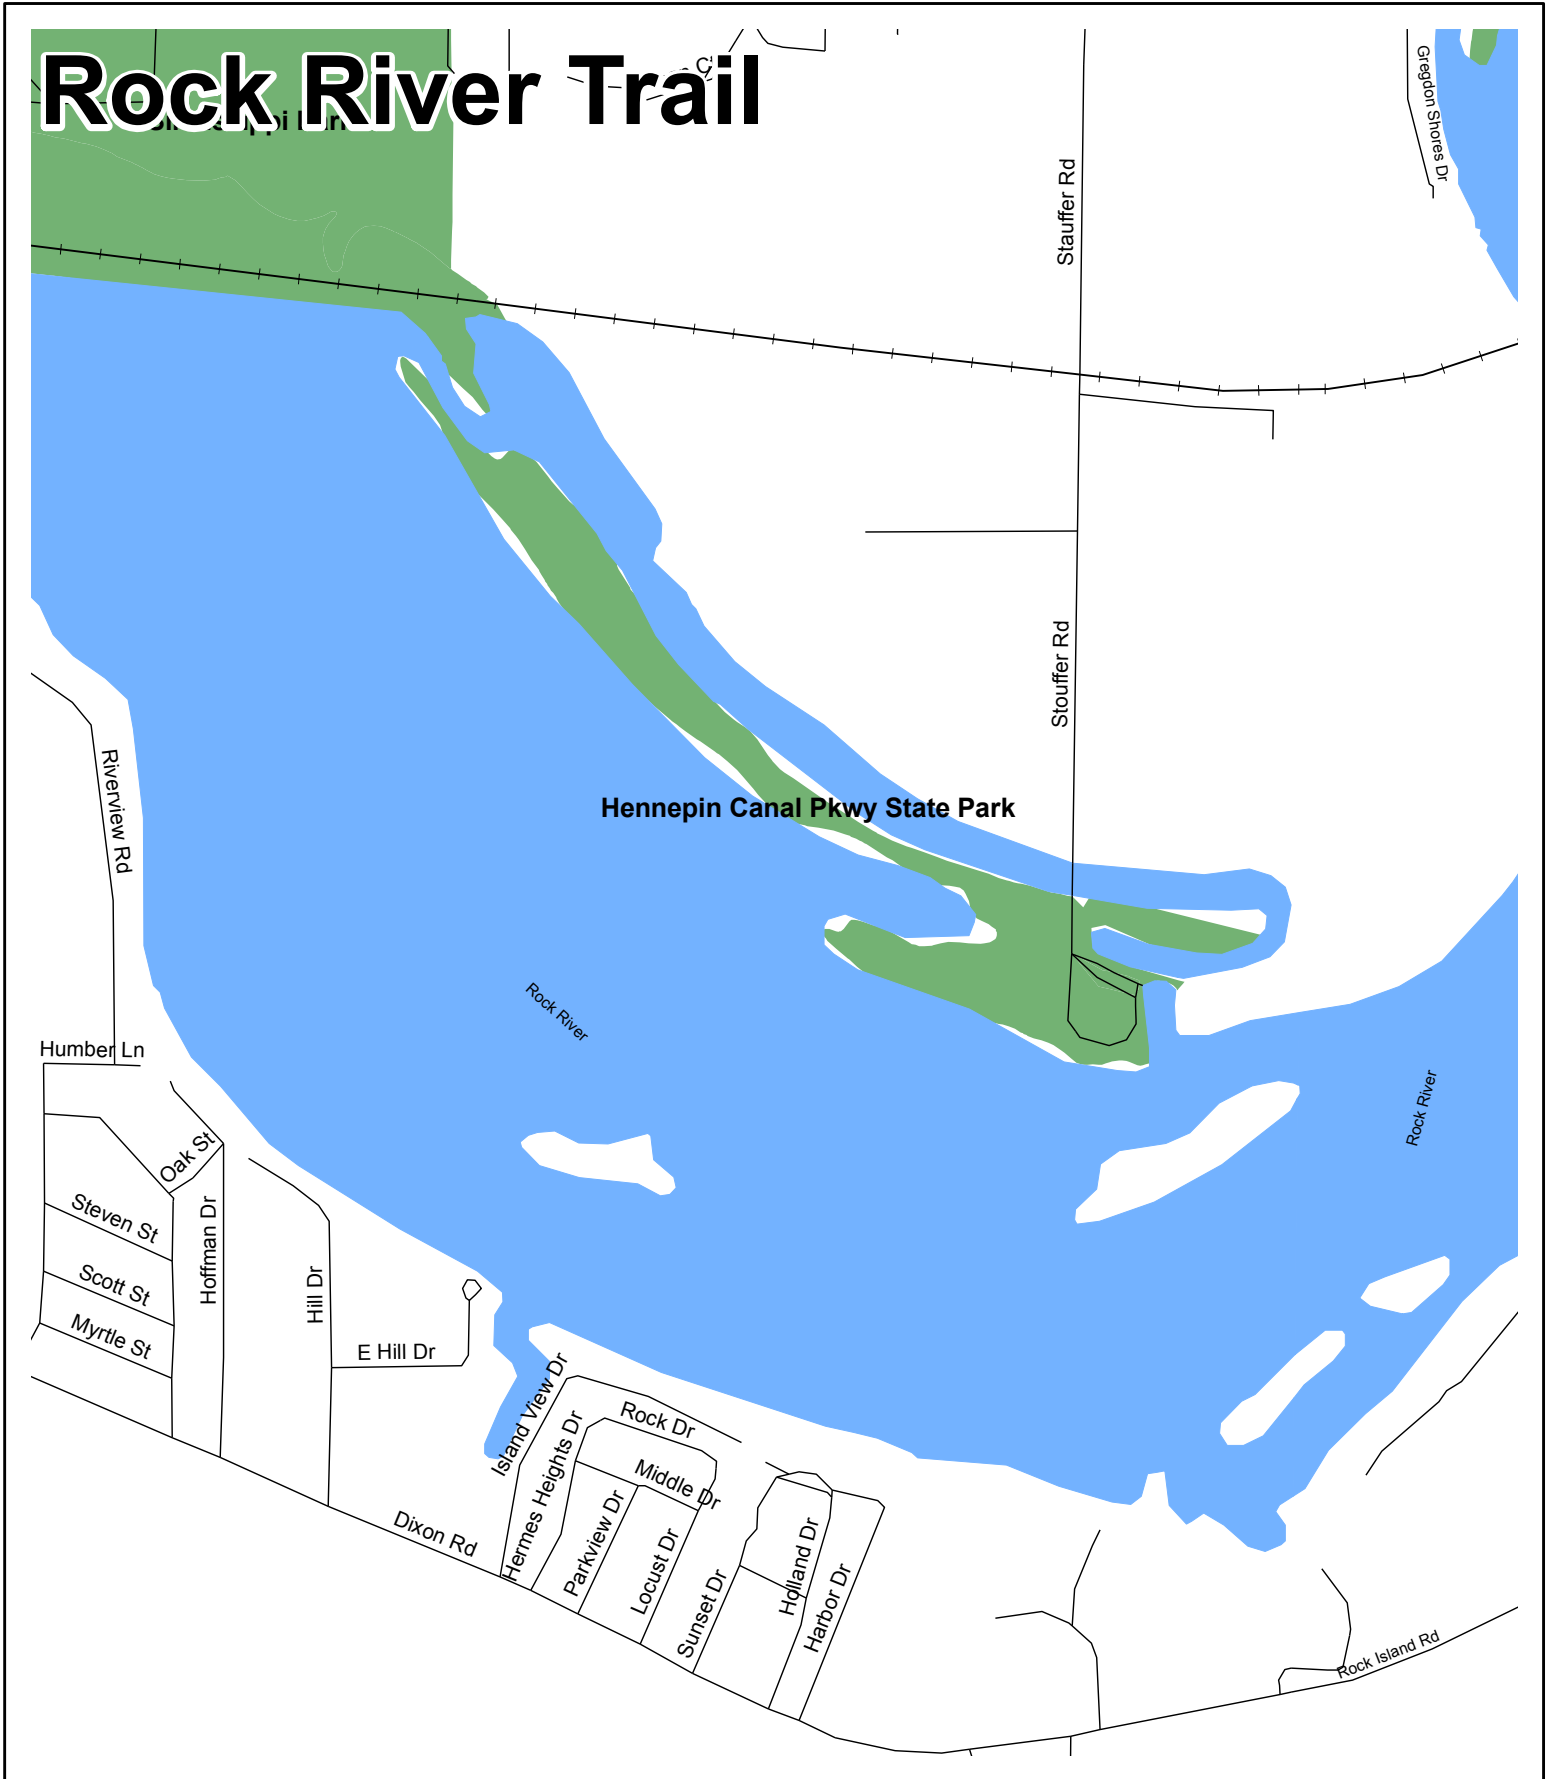 Rock River Trail
Gregdon Shores Dr
Stauffer Rd
Stouffer Rd
Riverview Rd
Hennepin Canal Pkwy State Park
Rock River
Humber Ln
Rock River
Oak St
Steven St
Hoffman Dr
Scott St
Hill Dr
Myrtle St
E Hill Dr
Island View Dr
Rock Dr
Hermes Heights Dr
Middle Dr
Dixon Rd
Parkview Dr
Locust Dr
Holland Dr
Sunset Dr
Harbor Dr
Rock Island Rd